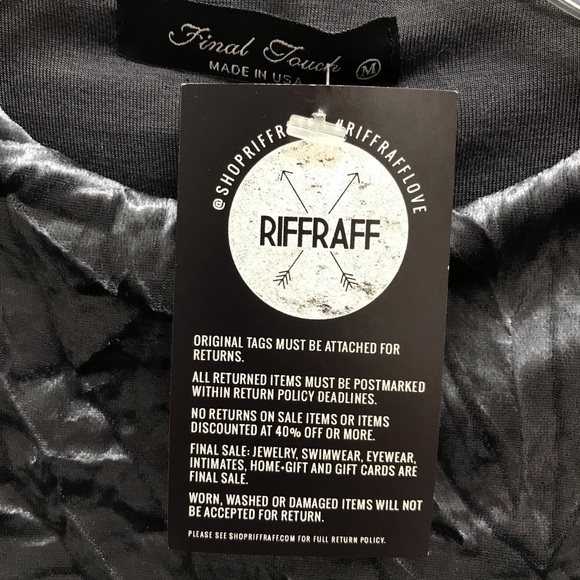 Final Touch
MADE IN USA
M
@SHOPRIFFR #RIFFRAFFLOVE
RIFFRAFF
ORIGINAL TAGS MUST BE ATTACHED FOR
RETURNS.
ALL RETURNED ITEMS MUST BE POSTMARKED
WITHIN RETURN POLICY DEADLINES.
NO RETURNS ON SALE ITEMS OR ITEMS
DISCOUNTED AT 40% OFF OR MORE.
FINAL SALE: JEWELRY, SWIMWEAR, EYEWEAR,
INTIMATES, HOME+GIFT AND GIFT CARDS ARE
FINAL SALE.
WORN, WASHED OR DAMAGED ITEMS WILL NOT
BE ACCEPTED FOR RETURN.
PLEASE SEE SHOPRIFFRAFF.COM FOR FULL RETURN POLICY.